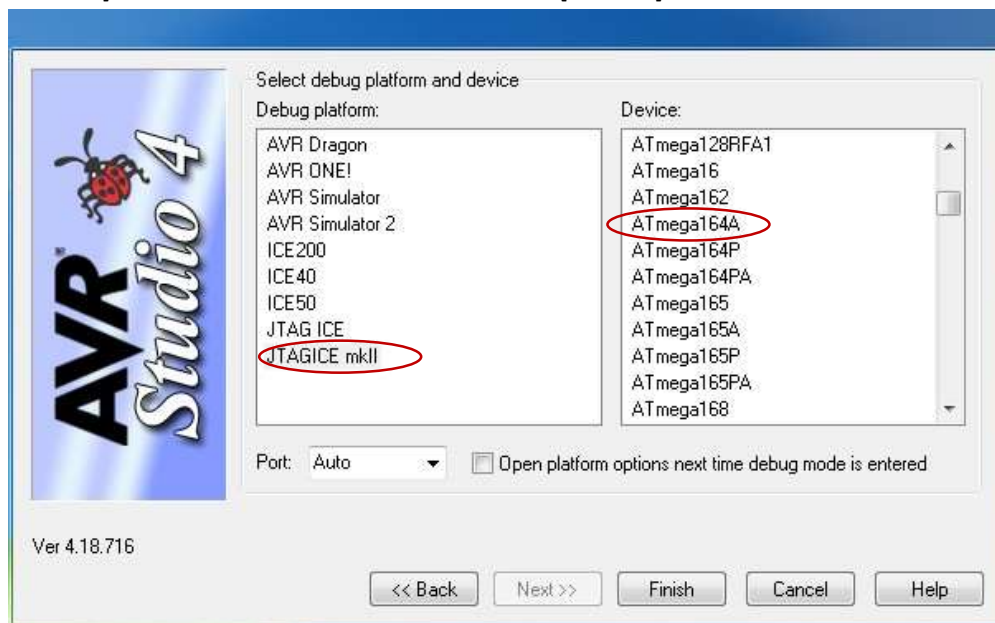 Select debug platform and device
Debug platform:
AVR Dragon
AVR ONE!
AVR Simulator
AVR Simulator 2
ICE200
ICE40
ICE50
JTAG ICE
JTAGICE mkII
Device:
ATmega128RFA1
ATmega16
ATmega162
ATmega164A
ATmega164P
ATmega164PA
ATmega165
ATmega165A
ATmega165P
ATmega165PA
ATmega168
AVR®
Studio 4
Port: Auto
Open platform options next time debug mode is entered
Ver 4.18.716
<< Back Next >> Finish Cancel Help